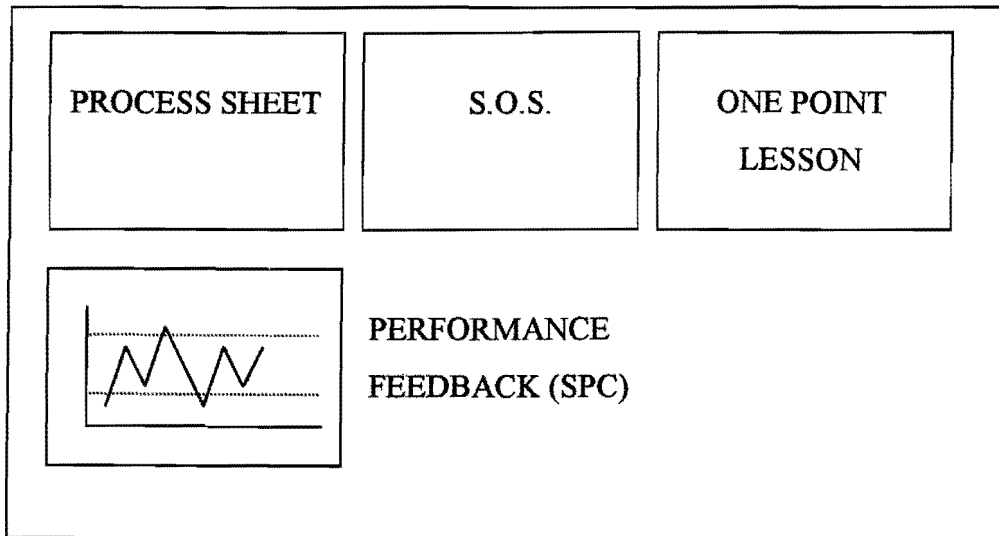 PROCESS SHEET
S.O.S.
ONE POINT
LESSON
PERFORMANCE
FEEDBACK (SPC)